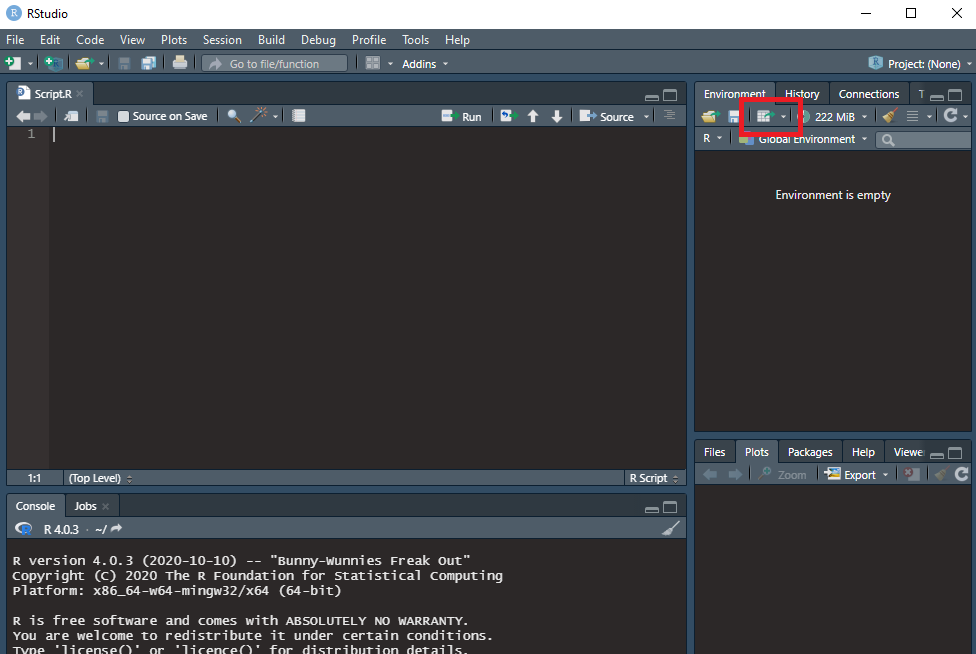 R RStudio
File Edit Code View Plots Session Build Debug Profile Tools Help
Go to file/function Addins Project: (None)
Script.R
Source on Save Run Source
1
1:1 (Top Level) R Script
Console Jobs
R 4.0.3 · ~/
R version 4.0.3 (2020-10-10) -- "Bunny-Wunnies Freak Out"
Copyright (C) 2020 The R Foundation for Statistical Computing
Platform: x86_64-w64-mingw32/x64 (64-bit)
R is free software and comes with ABSOLUTELY NO WARRANTY.
You are welcome to redistribute it under certain conditions.
Type 'license()' or 'licence()' for distribution details.
Environment History Connections T
222 MiB
R Global Environment
Environment is empty
Files Plots Packages Help Viewe
Zoom Export